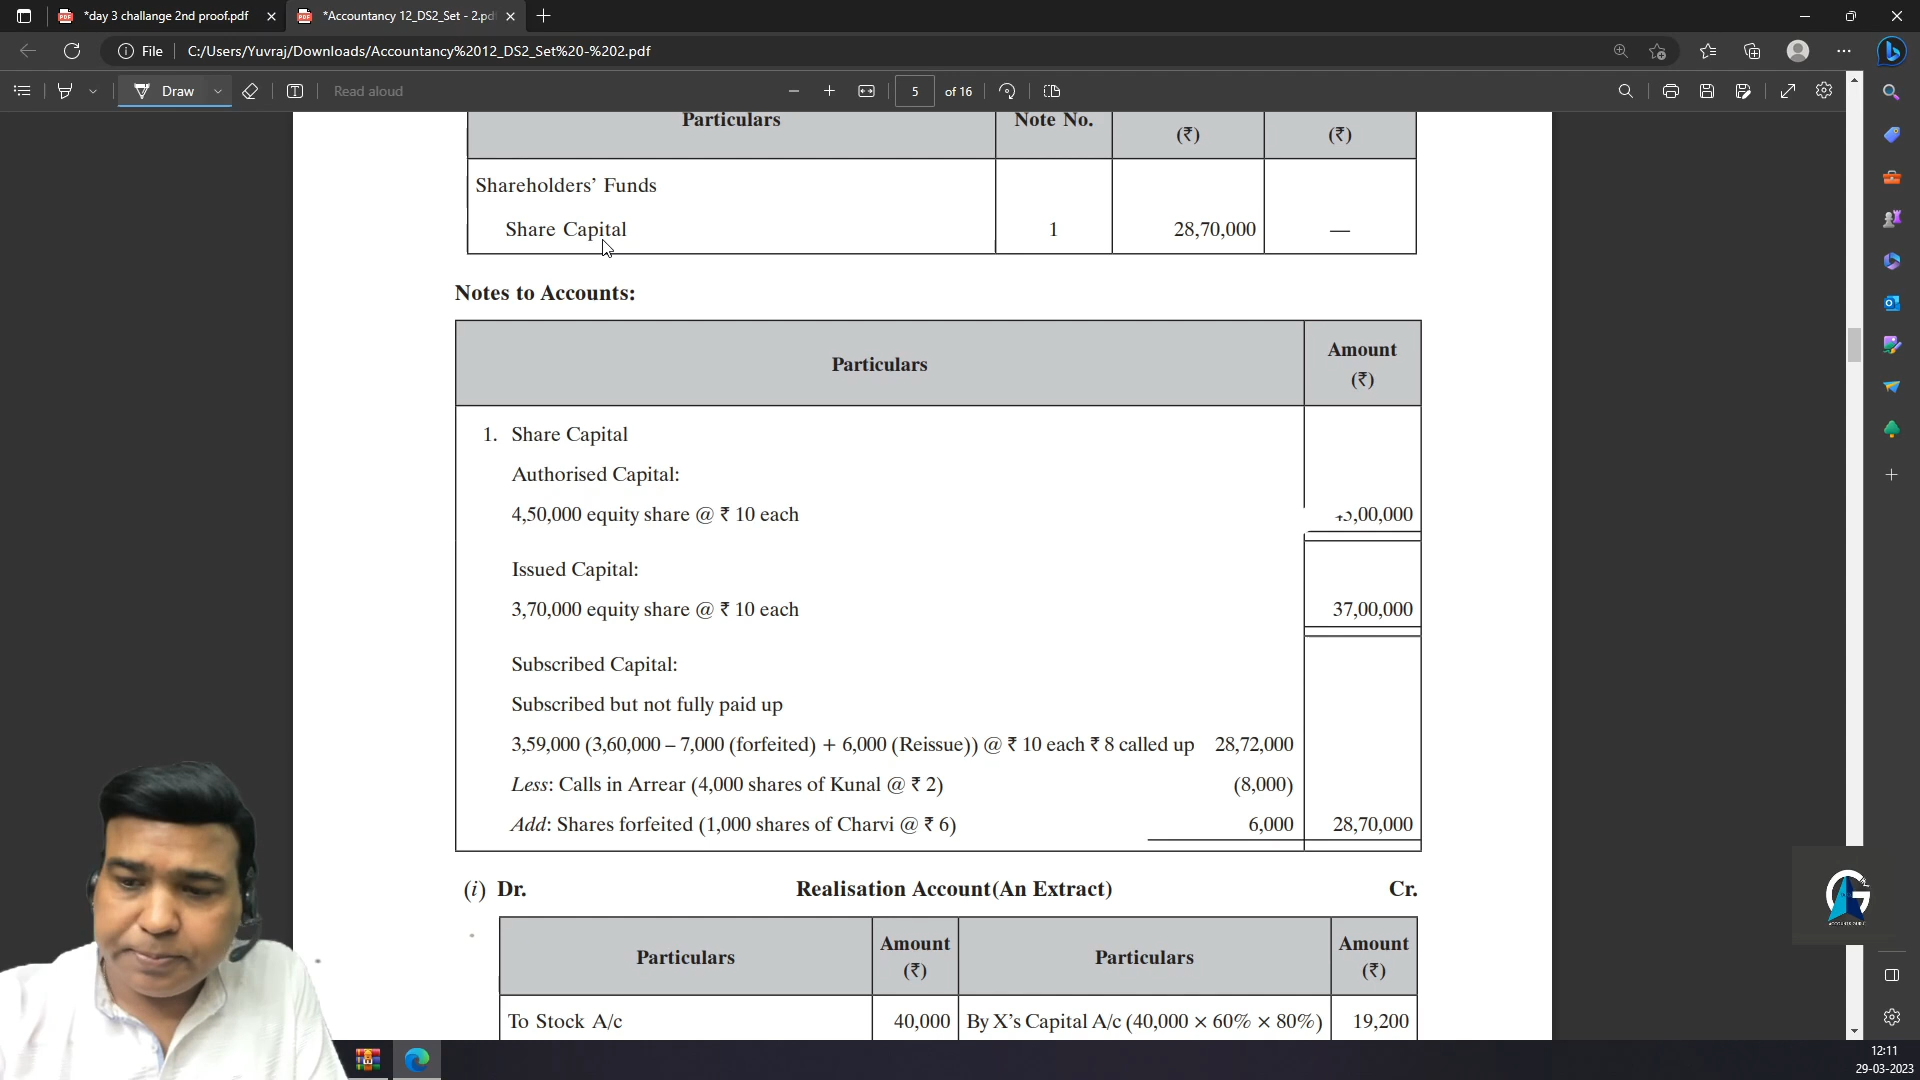 *day 3 challange 2nd proof.pdf
*Accountancy 12_DS2_Set - 2.pdf
File
C:/Users/Yuvraj/Downloads/Accountancy%2012_DS2_Set%20-%202.pdf
Draw
Read aloud
5 of 16
Particulars Note No.
(₹) (₹)
Shareholders’ Funds
Share Capital 1 28,70,000 —
Notes to Accounts:
Particulars Amount
(₹)
1. Share Capital
Authorised Capital:
4,50,000 equity share @ ₹ 10 each
Issued Capital:
3,70,000 equity share @ ₹ 10 each 37,00,000
Subscribed Capital:
Subscribed but not fully paid up
3,59,000 (3,60,000 – 7,000 (forfeited) + 6,000 (Reissue)) @ ₹ 10 each ₹ 8 called up 28,72,000
Less: Calls in Arrear (4,000 shares of Kunal @ ₹ 2) (8,000)
Add: Shares forfeited (1,000 shares of Charvi @ ₹ 6) 6,000 28,70,000
(i) Dr. Realisation Account(An Extract) Cr.
Particulars Amount Particulars Amount
(₹) (₹)
To Stock A/c 40,000 By X’s Capital A/c (40,000 × 60% × 80%) 19,200
12:11
29-03-2023